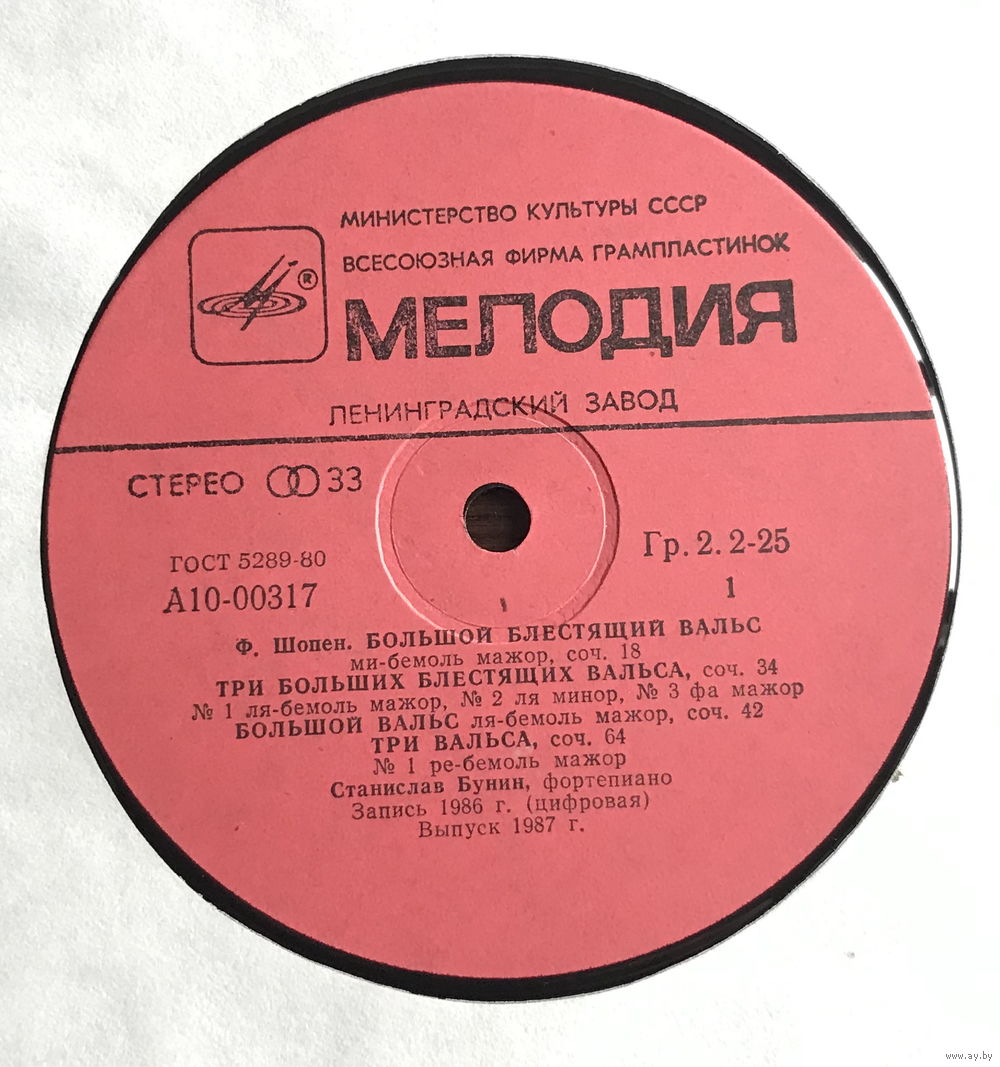 МИНИСТЕРСТВО КУЛЬТУРЫ СССР
ВСЕСОЮЗНАЯ ФИРМА ГРАМПЛАСТИНОК
®
МЕЛОДИЯ
ЛЕНИНГРАДСКИЙ ЗАВОД
СТЕРЕО 33
ГОСТ 5289-80
Гр. 2. 2-25
А10-00317
1
Ф. Шопен. БОЛЬШОЙ БЛЕСТЯЩИЙ ВАЛЬС
ми-бемоль мажор, соч. 18
ТРИ БОЛЬШИХ БЛЕСТЯЩИХ ВАЛЬСА, соч. 34
№ 1 ля-бемоль мажор, № 2 ля минор, № 3 фа мажор
БОЛЬШОЙ ВАЛЬС ля-бемоль мажор, соч. 42
ТРИ ВАЛЬСА, соч. 64
№ 1 ре-бемоль мажор
Станислав Бунин, фортепиано
Запись 1986 г. (цифровая)
Выпуск 1987 г.
www.ay.by